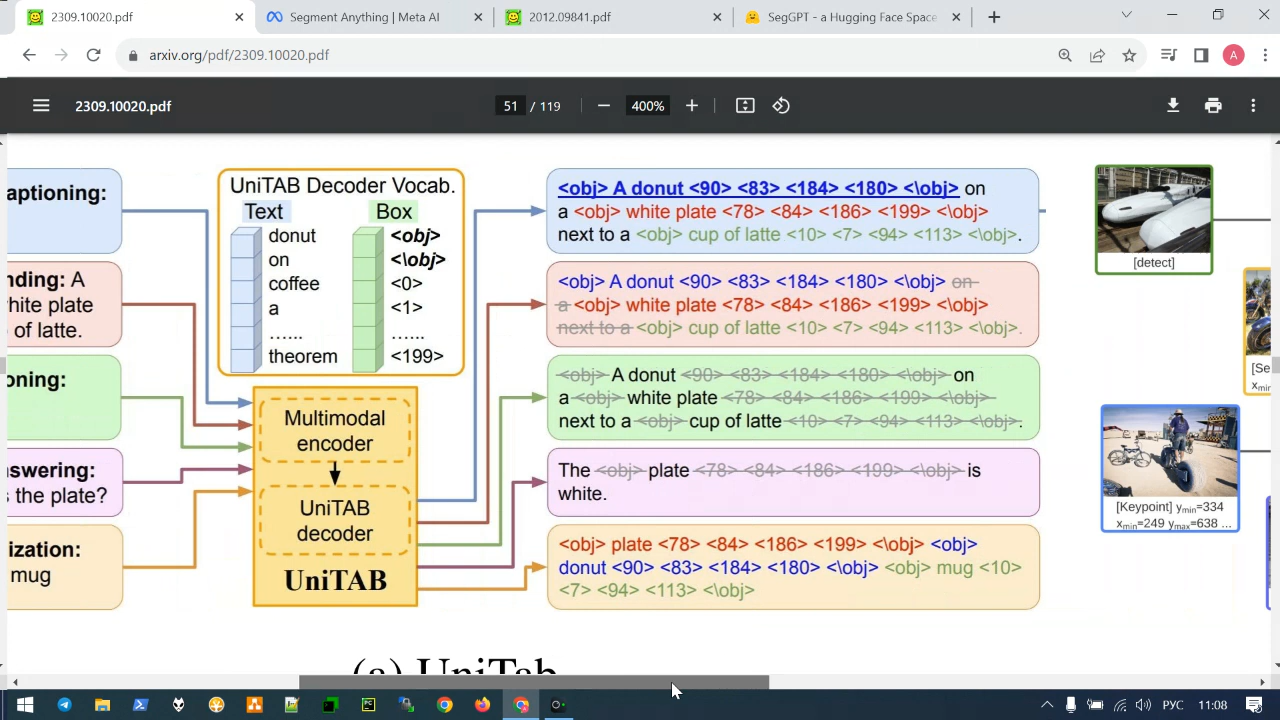 2309.10020.pdf
Segment Anything | Meta AI
2012.09841.pdf
SegGPT - a Hugging Face Space
arxiv.org/pdf/2309.10020.pdf
A
2309.10020.pdf
51 / 119
400%
aptioning:
nding: A
hite plate
of latte.
oning:
nswering:
s the plate?
ization:
mug
UniTAB Decoder Vocab.
Text Box
donut <obj>
on <\obj>
coffee <0>
a <1>
...... ......
theorem <199>
Multimodal
encoder
UniTAB
decoder
UniTAB
<obj> A donut <90> <83> <184> <180> <\obj> on
a <obj> white plate <78> <84> <186> <199> <\obj>
next to a <obj> cup of latte <10> <7> <94> <113> <\obj>.
<obj> A donut <90> <83> <184> <180> <\obj> on
a <obj> white plate <78> <84> <186> <199> <\obj>
next to a <obj> cup of latte <10> <7> <94> <113> <\obj>.
<obj> A donut <90> <83> <184> <180> <\obj> on
a <obj> white plate <78> <84> <186> <199> <\obj>
next to a <obj> cup of latte <10> <7> <94> <113> <\obj>.
The <obj> plate <78> <84> <186> <199> <\obj> is
white.
<obj> plate <78> <84> <186> <199> <\obj> <obj>
donut <90> <83> <184> <180> <\obj> <obj> mug <10>
<7> <94> <113> <\obj>
[detect]
[Se
xmin
[Keypoint] ymin=334
xmin=249 ymax=638 ...
(a) UniTab
РУС
11:08